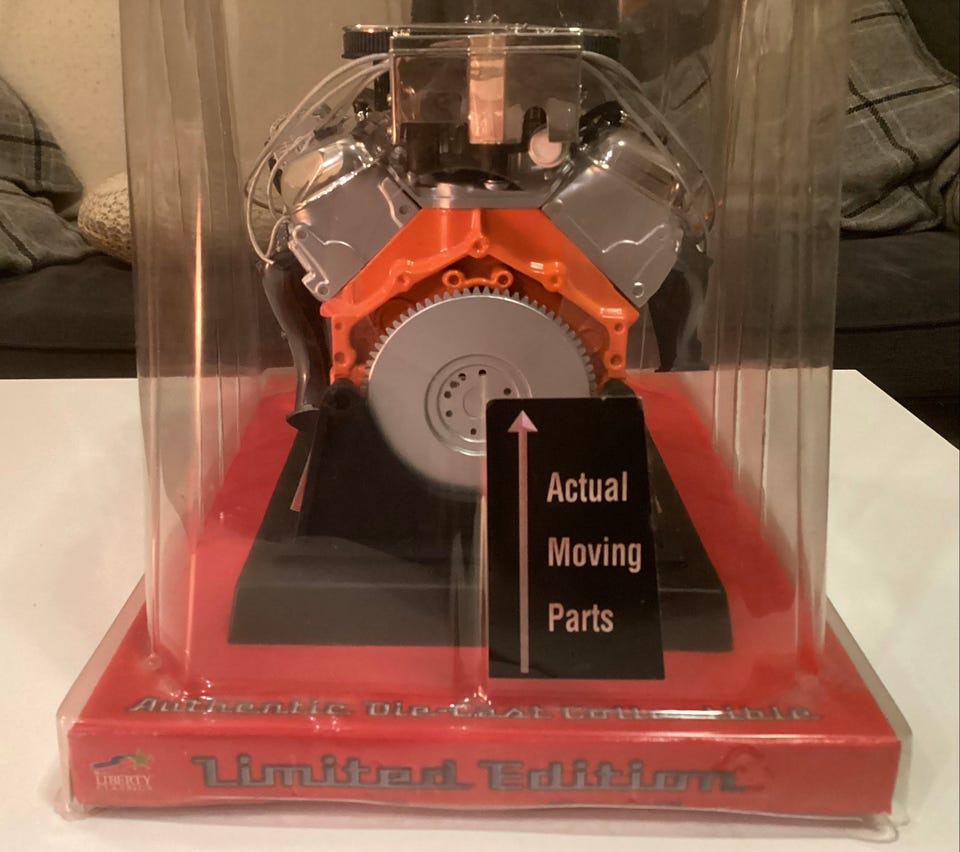 Actual
Moving
Parts
Authentic Die-Cast Collectible
LIBERTY
Limited Edition